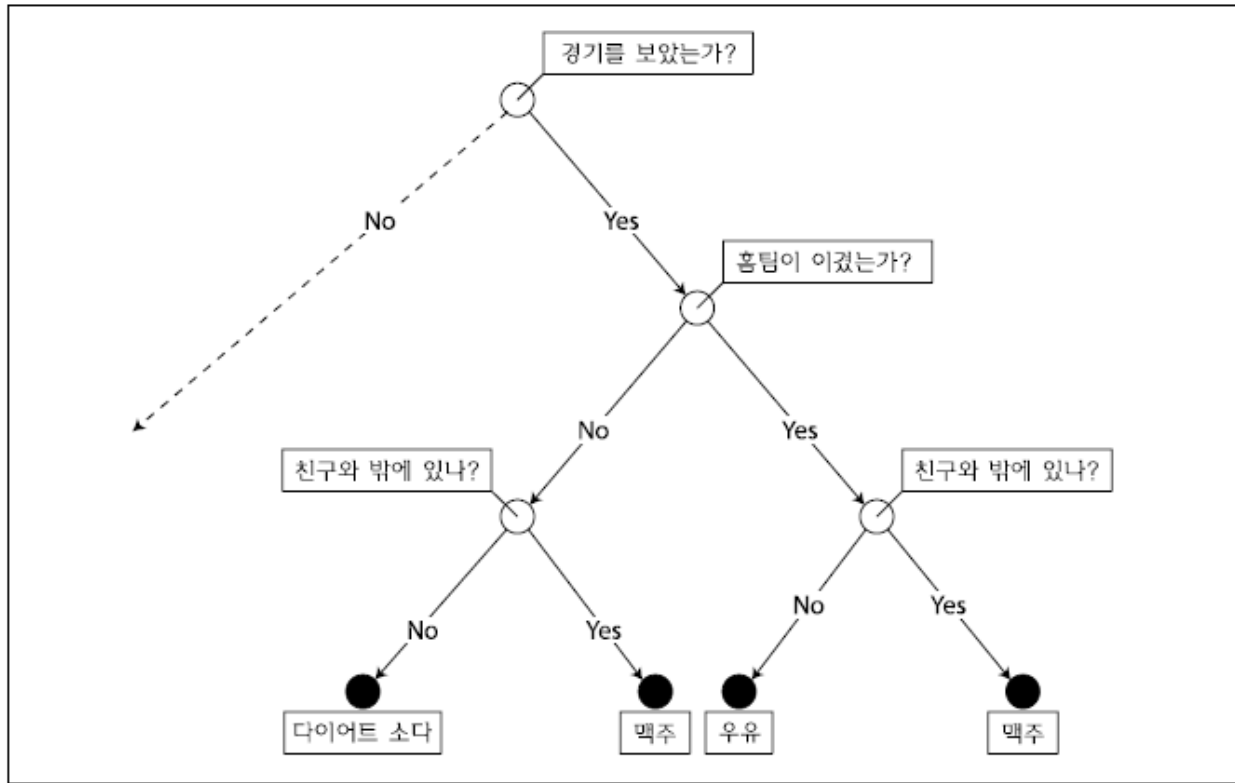 경기를 보았는가?
No
Yes
홈팀이 이겼는가?
No
Yes
친구와 밖에 있나?
친구와 밖에 있나?
No
Yes
No
Yes
다이어트 소다
맥주
우유
맥주